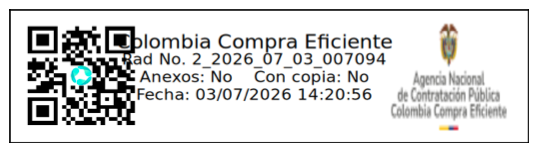 Colombia Compra Eficiente
Rad No. 2_2026_07_03_007094
Anexos: No    Con copia: No
Fecha: 03/07/2026 14:20:56
Agencia Nacional
de Contratación Pública
Colombia Compra Eficiente